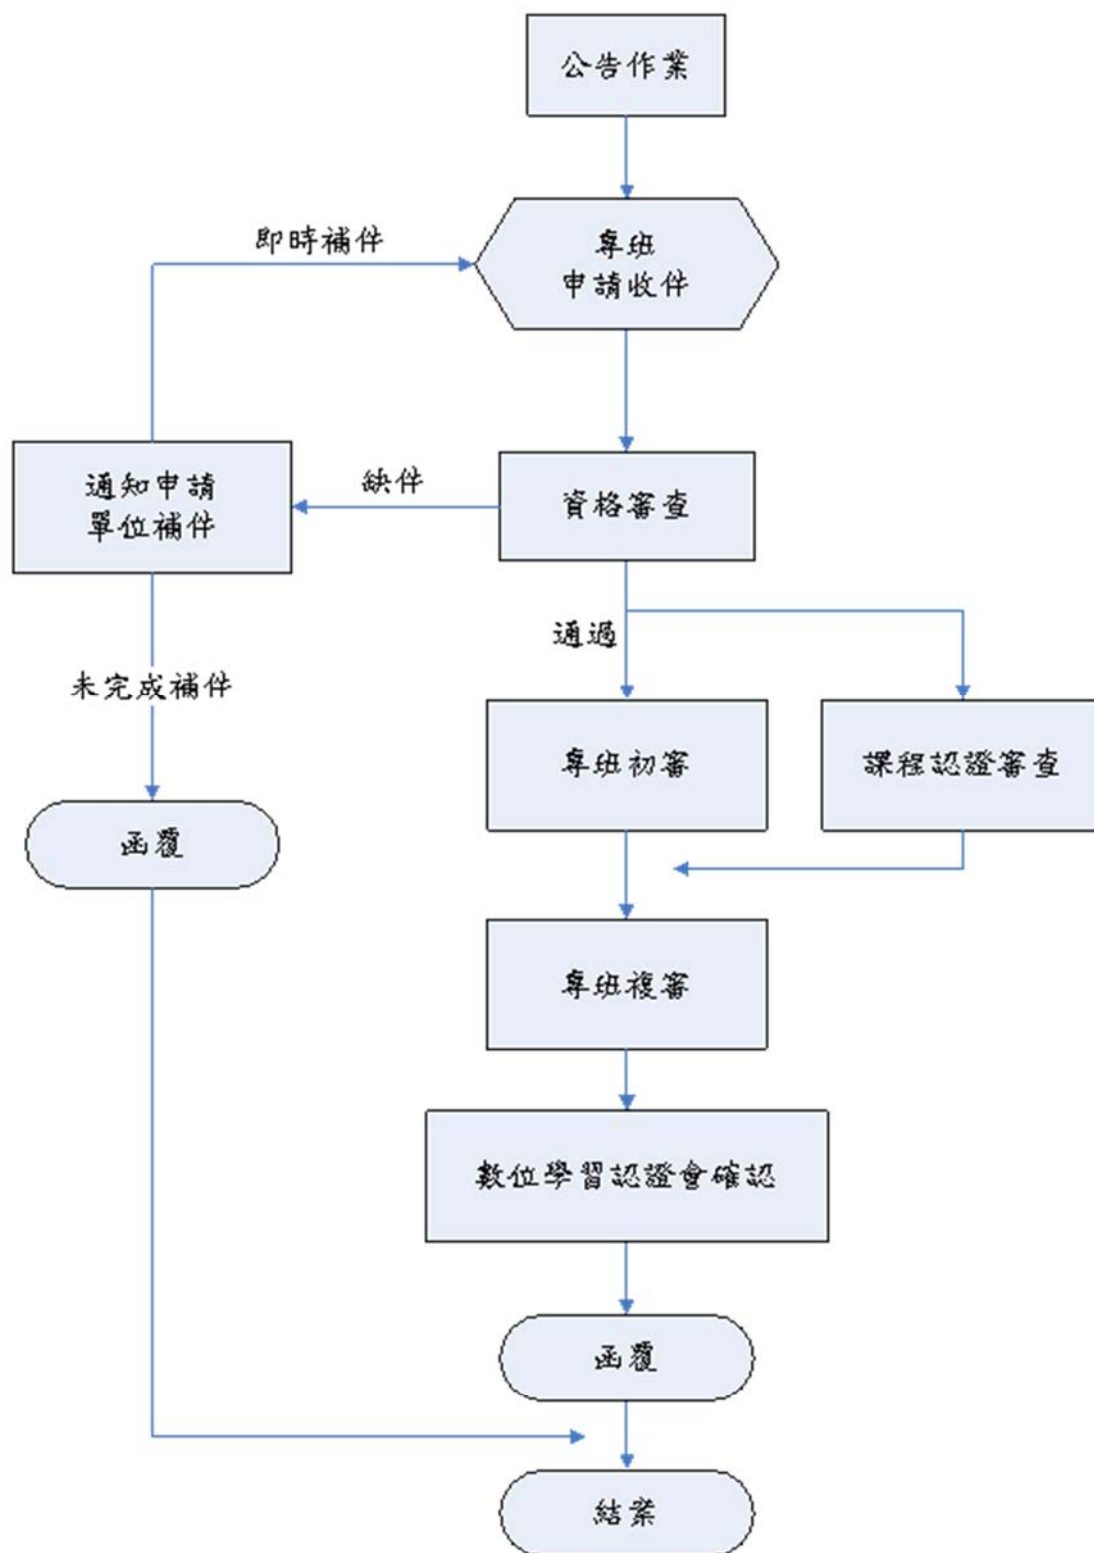 公告作業
即時補件
專班
申請收件
通知申請
單位補件
缺件
資格審查
通過
未完成補件
專班初審
課程認證審查
函覆
專班複審
數位學習認證會確認
函覆
結案